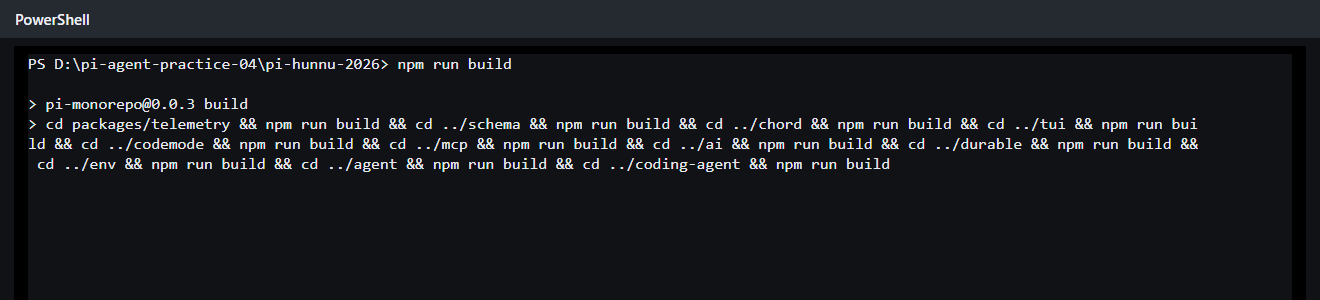 PowerShell
PS D:\pi-agent-practice-04\pi-hunnu-2026> npm run build
> pi-monorepo@0.0.3 build
> cd packages/telemetry && npm run build && cd ../schema && npm run build && cd ../chord && npm run build && cd ../tui && npm run bui
ld && cd ../codemode && npm run build && cd ../mcp && npm run build && cd ../ai && npm run build && cd ../durable && npm run build &&
 cd ../env && npm run build && cd ../agent && npm run build && cd ../coding-agent && npm run build